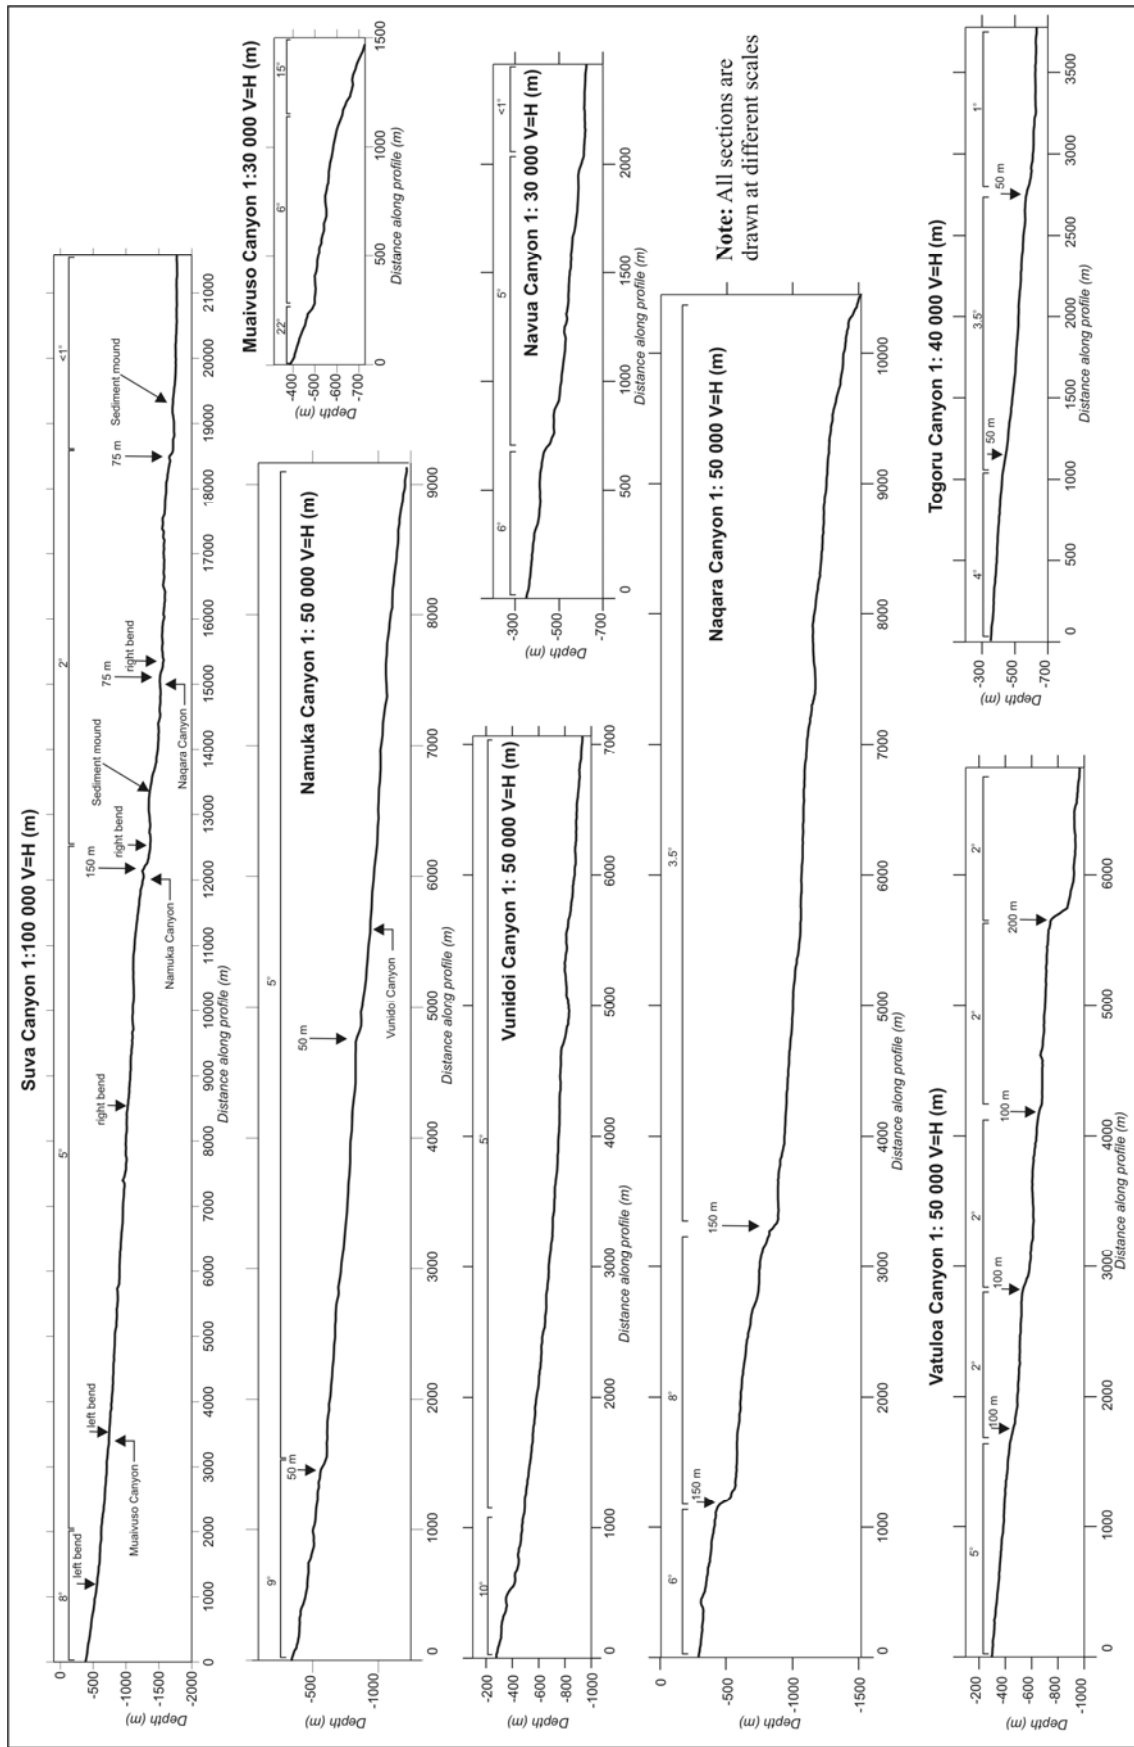 Suva Canyon 1:100 000 V=H (m)
8°
5°
2°
<1°
left bend
left bend
right bend
150 m
right bend
Sediment mound
75 m
right bend
75 m
Sediment mound
Muaivuso Canyon
Namuka Canyon
Naqara Canyon
0
-500
-1000
-1500
-2000
Depth (m)
0
1000
2000
3000
4000
5000
6000
7000
8000
9000
10000
11000
12000
13000
14000
15000
16000
17000
18000
19000
20000
21000
Distance along profile (m)
Namuka Canyon 1: 50 000 V=H (m)
9°
5°
50 m
50 m
Vunidoi Canyon
-500
-1000
Depth (m)
0
1000
2000
3000
4000
5000
6000
7000
8000
9000
Distance along profile (m)
Muaivuso Canyon 1:30 000 V=H (m)
22°
6°
15°
-400
-500
-600
-700
Depth (m)
0
500
1000
1500
Distance along profile (m)
Vunidoi Canyon 1: 50 000 V=H (m)
10°
5°
-200
-400
-600
-800
-1000
Depth (m)
0
1000
2000
3000
4000
5000
6000
7000
Distance along profile (m)
Navua Canyon 1: 30 000 V=H (m)
6°
5°
<1°
-300
-500
-700
Depth (m)
0
500
1000
1500
2000
Distance along profile (m)
Naqara Canyon 1: 50 000 V=H (m)
6°
8°
3.5°
150 m
150 m
0
-500
-1000
-1500
Depth (m)
0
1000
2000
3000
4000
5000
6000
7000
8000
9000
10000
Distance along profile (m)
Note: All sections are
drawn at different scales
Vatuloa Canyon 1: 50 000 V=H (m)
5°
2°
2°
2°
2°
100 m
100 m
100 m
200 m
-200
-400
-600
-800
-1000
Depth (m)
0
1000
2000
3000
4000
5000
6000
Distance along profile (m)
Togoru Canyon 1: 40 000 V=H (m)
4°
3.5°
1°
50 m
50 m
-300
-500
-700
Depth (m)
0
500
1000
1500
2000
2500
3000
3500
Distance along profile (m)